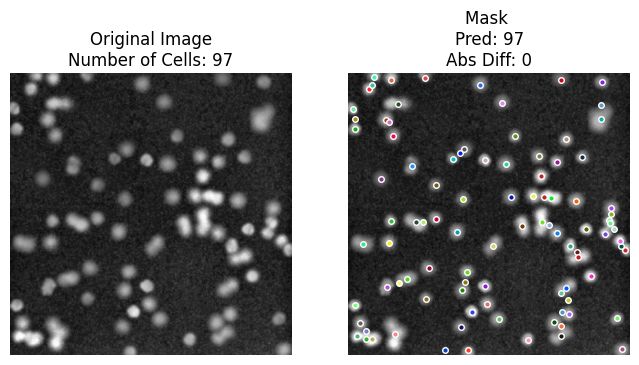 Original Image
Number of Cells: 97
Mask
Pred: 97
Abs Diff: 0